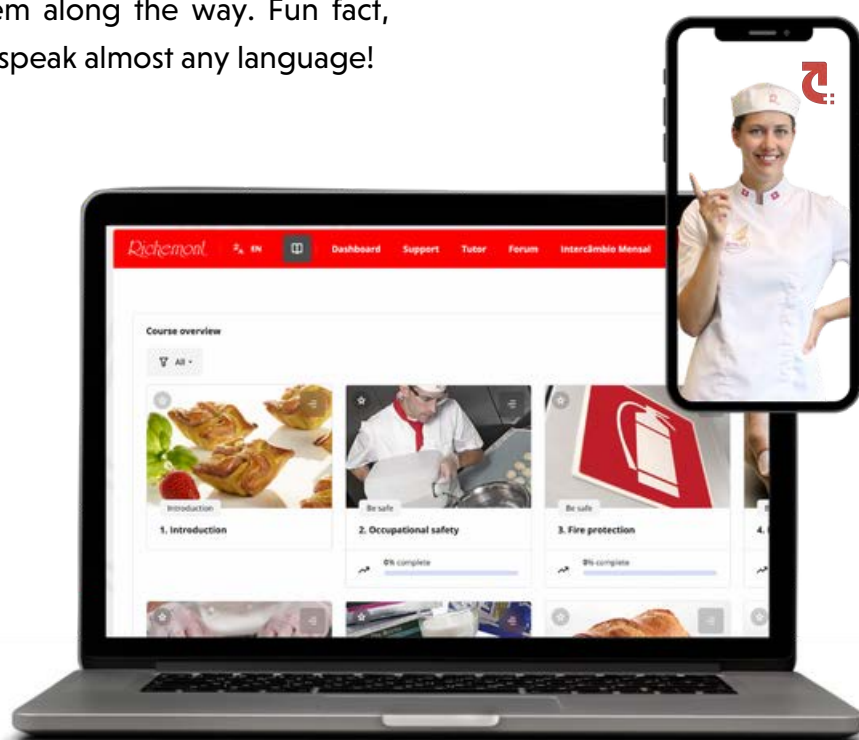 em along the way. Fun fact,
speak almost any language!
Richemont
EN
Dashboard
Support
Tutor
Forum
Intercâmbio Mensal
Course overview
All
Introduction
1. Introduction
Be safe
2. Occupational safety
0% complete
Be safe
3. Fire protection
0% complete
4.